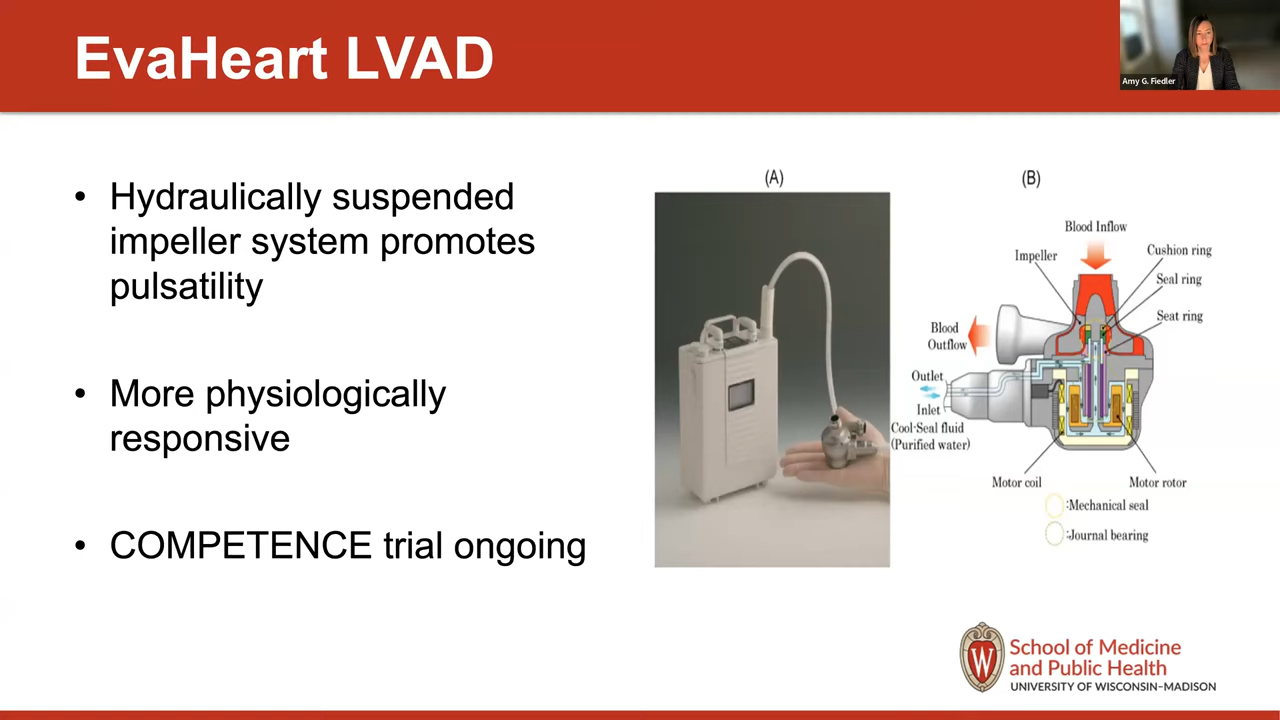 EvaHeart LVAD
Amy G. Fiedler
• Hydraulically suspended
impeller system promotes
pulsatility
• More physiologically
responsive
• COMPETENCE trial ongoing
(A)
(B)
Blood Inflow
Impeller
Cushion ring
Seal ring
Seat ring
Blood
Outflow
Outlet
Inlet
Cool-Seal fluid
(Purified water)
Motor coil
Motor rotor
:Mechanical seal
:Journal bearing
W
School of Medicine
and Public Health
UNIVERSITY OF WISCONSIN–MADISON